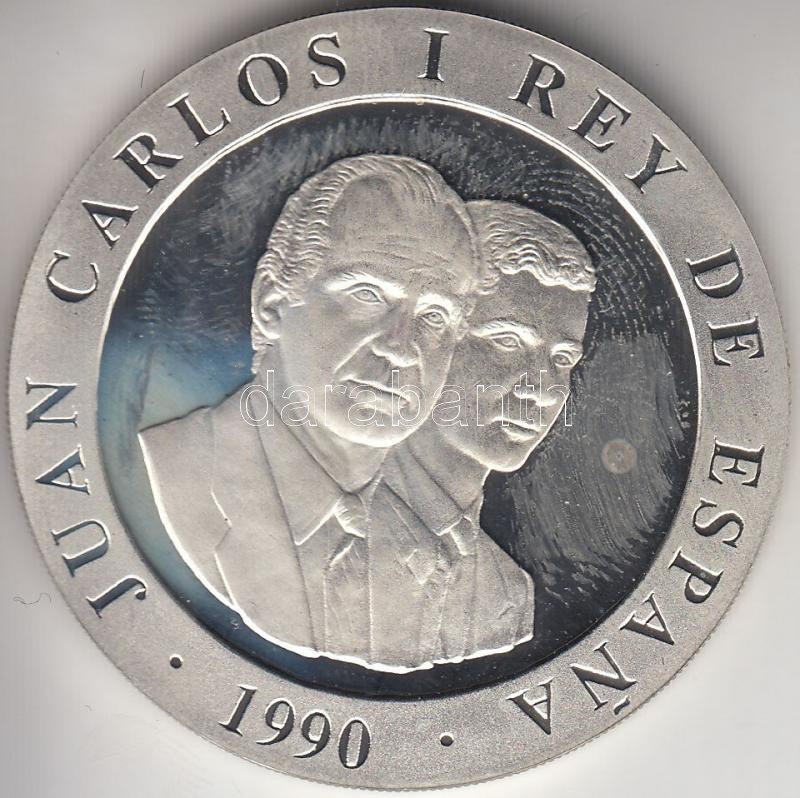 · JUAN CARLOS I REY DE ESPAÑA ·
1990
darabanth